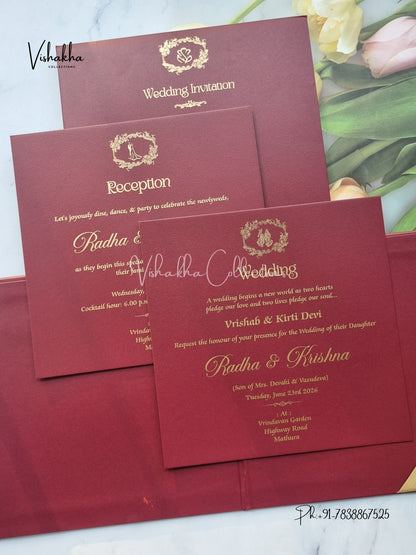 Vishakha
COLLECTIONS
Wedding Invitation
Reception
Let's joyously dine, dance, & party to celebrate the newlyweds.
Radha &
as they begin this special
their
Wednesday,
Cocktail hour: 6.00 p.m
Vishakha Collections
Wedding
A wedding begins a new world as two hearts
pledge our love and two lives pledge our soul...
Vrishab & Kirti Devi
Request the honour of your presence for the Wedding of their Daughter
Radha & Krishna
(Son of Mrs. Devaki & Vasudeva)
Tuesday, June 23rd 2026
: At :
Vrindavan Garden
Highway Road
Mathura
Ph.+91-7838867525